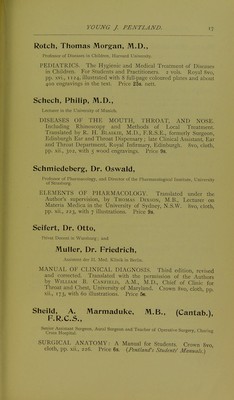 YOUNG J. PENTLAND. 15
Rotch, Thomas Morgan, M.D.,
Professor of Diseases in Children, Harvard University.
PEDIATRICS. The Hygienic and Medical Treatment of Diseases
in Children. For Students and Practitioners. 2 vols. Royal 8vo,
pp. xii., 1124, illustrated with 8 full-page coloured plates and about
400 engravings in the text. Price 25s. nett.
Schech, Philip, M.D.,
Lecturer in the University of Munich.
DISEASES OF THE MOUTH, THROAT, AND NOSE.
Including Rhinoscopy and Methods of Local Treatment.
Translated by R. H. BLAIKIE, M.D., F.R.S.E., formerly Surgeon,
Edinburgh Ear and Throat Dispensary; late Clinical Assistant, Ear
and Throat Department, Royal Infirmary, Edinburgh. 8vo, cloth,
pp. xii., 302, with 5 wood engravings. Price 9s.
Schmiedeberg, Dr. Oswald,
Professor of Pharmacology, and Director of the Pharmacological Institute, University
of Strasburg.
ELEMENTS OF PHARMACOLOGY. Translated under the
Author's supervision, by THOMAS DIXSON, M.B., Lecturer on
Materia Medica in the University of Sydney, N.S.W. 8vo, cloth,
pp. xii., 223, with 7 illustrations. Price 9s.
Seifert, Dr. Otto,
Privat Docent in Würzburg; and
Muller, Dr. Friedrich,
Assistent der II. Med. Klinik in Berlin.
MANUAL OF CLINICAL DIAGNOSIS. Third edition, revised
and corrected. Translated with the permission of the Authors
by WILLIAM B. CANFIELD, A.M., M.D., Chief of Clinic for
Throat and Chest, University of Maryland. Crown 8vo, cloth, pp.
xii., 173, with 60 illustrations. Price 5s.
Sheild, A. Marmaduke, M.B., (Cantab.),
F.R.C.S.,
Senior Assistant Surgeon, Aural Surgeon and Teacher of Operative Surgery, Charing
Cross Hospital.
SURGICAL ANATOMY: A Manual for Students. Crown 8vo,
cloth, pp. xii., 226. Price 6s. (Pentland's Students' Manuals.)